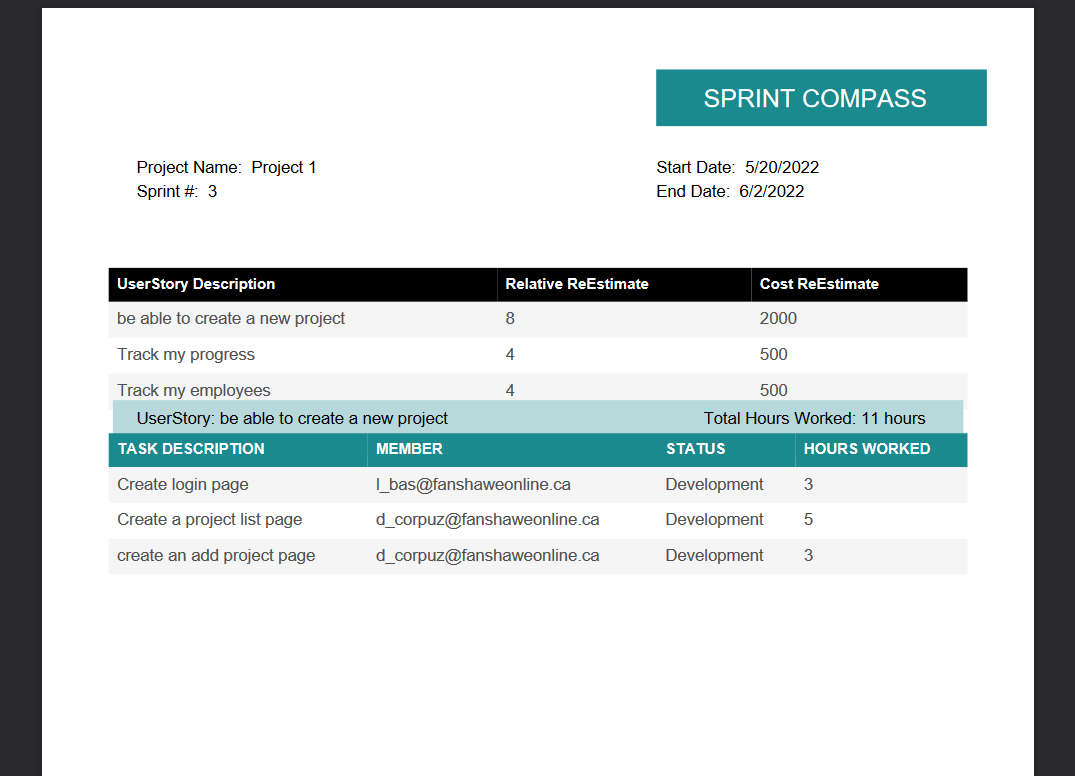 SPRINT COMPASS
Project Name: Project 1 Start Date: 5/20/2022
Sprint #: 3 End Date: 6/2/2022
UserStory Description Relative ReEstimate Cost ReEstimate
be able to create a new project 8 2000
Track my progress 4 500
Track my employees 4 500
UserStory: be able to create a new project Total Hours Worked: 11 hours
TASK DESCRIPTION MEMBER STATUS HOURS WORKED
Create login page l_bas@fanshaweonline.ca Development 3
Create a project list page d_corpuz@fanshaweonline.ca Development 5
create an add project page d_corpuz@fanshaweonline.ca Development 3